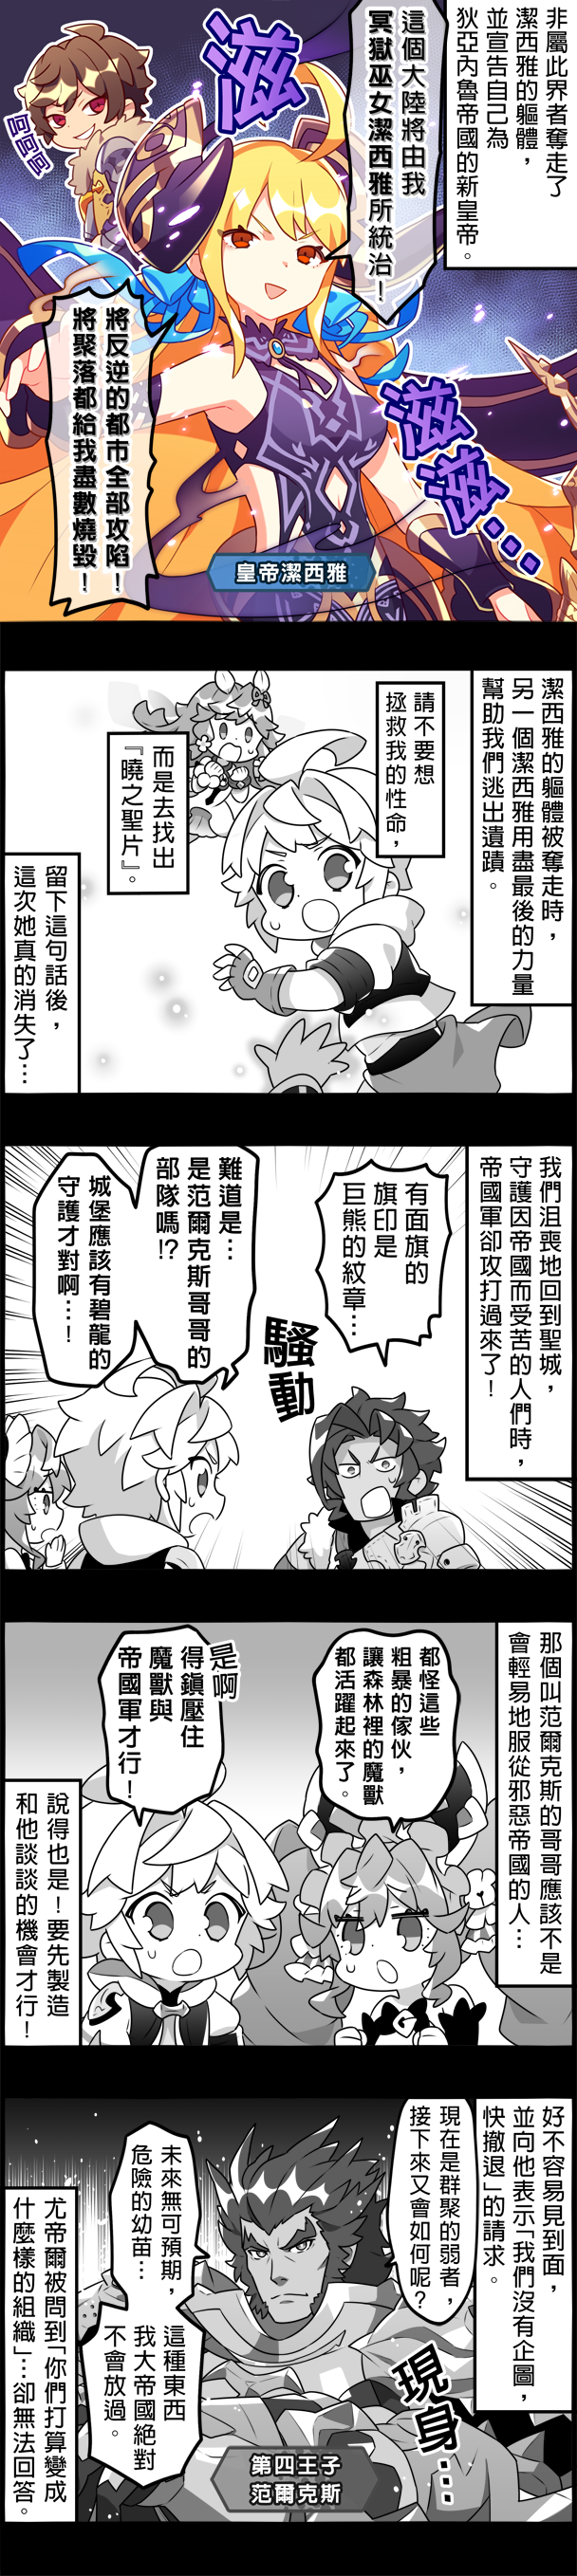 非屬此界者奪走了
潔西雅的軀體，
並宣告自己為
狄亞內魯帝國的新皇帝。
這個大陸將由我
冥獄巫女潔西雅所統治！
滋
呵呵呵
將反逆的都市全部攻陷！
將聚落都給我盡數燒毀！
滋滋…
皇帝潔西雅
潔西雅的軀體被奪走時，
另一個潔西雅用盡最後的力量
幫助我們逃出遺蹟。
請不要想
拯救我的性命，
而是去找出
『曉之聖片』。
留下這句話後，
這次她真的消失了…
我們沮喪地回到聖城，
守護因帝國而受苦的人們時，
帝國軍卻攻打過來了！
有面旗的
旗印是
巨熊的紋章…
難道是…
是范爾克斯哥哥的
部隊嗎!?
城堡應該有碧龍的
守護才對啊…！
騷動
那個叫范爾克斯的哥哥應該不是
會輕易地服從邪惡帝國的人…
都怪這些
粗暴的傢伙，
讓森林裡的魔獸
都活躍起來了。
是啊
得鎮壓住
魔獸與
帝國軍才行！
說得也是！要先製造
和他談談的機會才行！
好不容易見到面，
並向他表示「我們沒有企圖，
快撤退」的請求。
現在是群聚的弱者，
接下來又會如何呢？
未來無可預期，
危險的幼苗…
這種東西
我大帝國絕對
不會放過。
現身…
第四王子
范爾克斯
尤帝爾被問到「你們打算變成
什麼樣的組織」…卻無法回答。